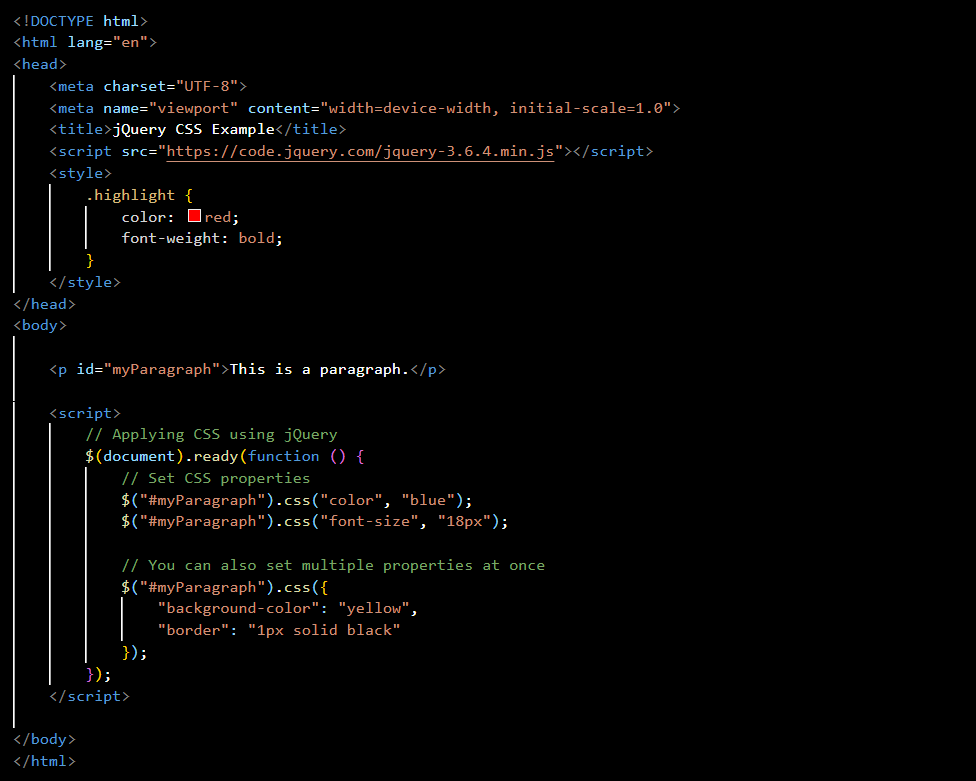 <!DOCTYPE html>
<html lang="en">
<head>
    <meta charset="UTF-8">
    <meta name="viewport" content="width=device-width, initial-scale=1.0">
    <title>jQuery CSS Example</title>
    <script src="https://code.jquery.com/jquery-3.6.4.min.js"></script>
    <style>
        .highlight {
            color: red;
            font-weight: bold;
        }
    </style>
</head>
<body>

    <p id="myParagraph">This is a paragraph.</p>

    <script>
        // Applying CSS using jQuery
        $(document).ready(function () {
            // Set CSS properties
            $("#myParagraph").css("color", "blue");
            $("#myParagraph").css("font-size", "18px");

            // You can also set multiple properties at once
            $("#myParagraph").css({
                "background-color": "yellow",
                "border": "1px solid black"
            });
        });
    </script>

</body>
</html>